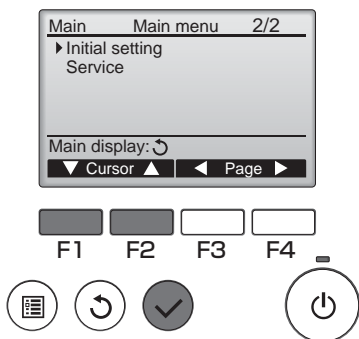 Main Main menu 2/2
Initial setting
Service
Main display:
Cursor Page
F1 F2 F3 F4